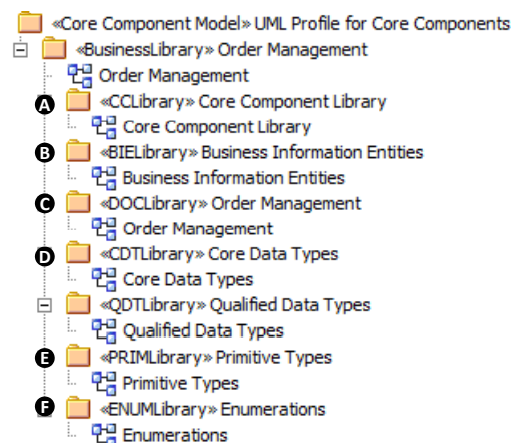 «Core Component Model» UML Profile for Core Components
«BusinessLibrary» Order Management
Order Management
A «CCLibrary» Core Component Library
Core Component Library
B «BIELibrary» Business Information Entities
Business Information Entities
C «DOCLibrary» Order Management
Order Management
D «CDTLibrary» Core Data Types
Core Data Types
«QDTLibrary» Qualified Data Types
Qualified Data Types
E «PRIMLibrary» Primitive Types
Primitive Types
F «ENUMLibrary» Enumerations
Enumerations